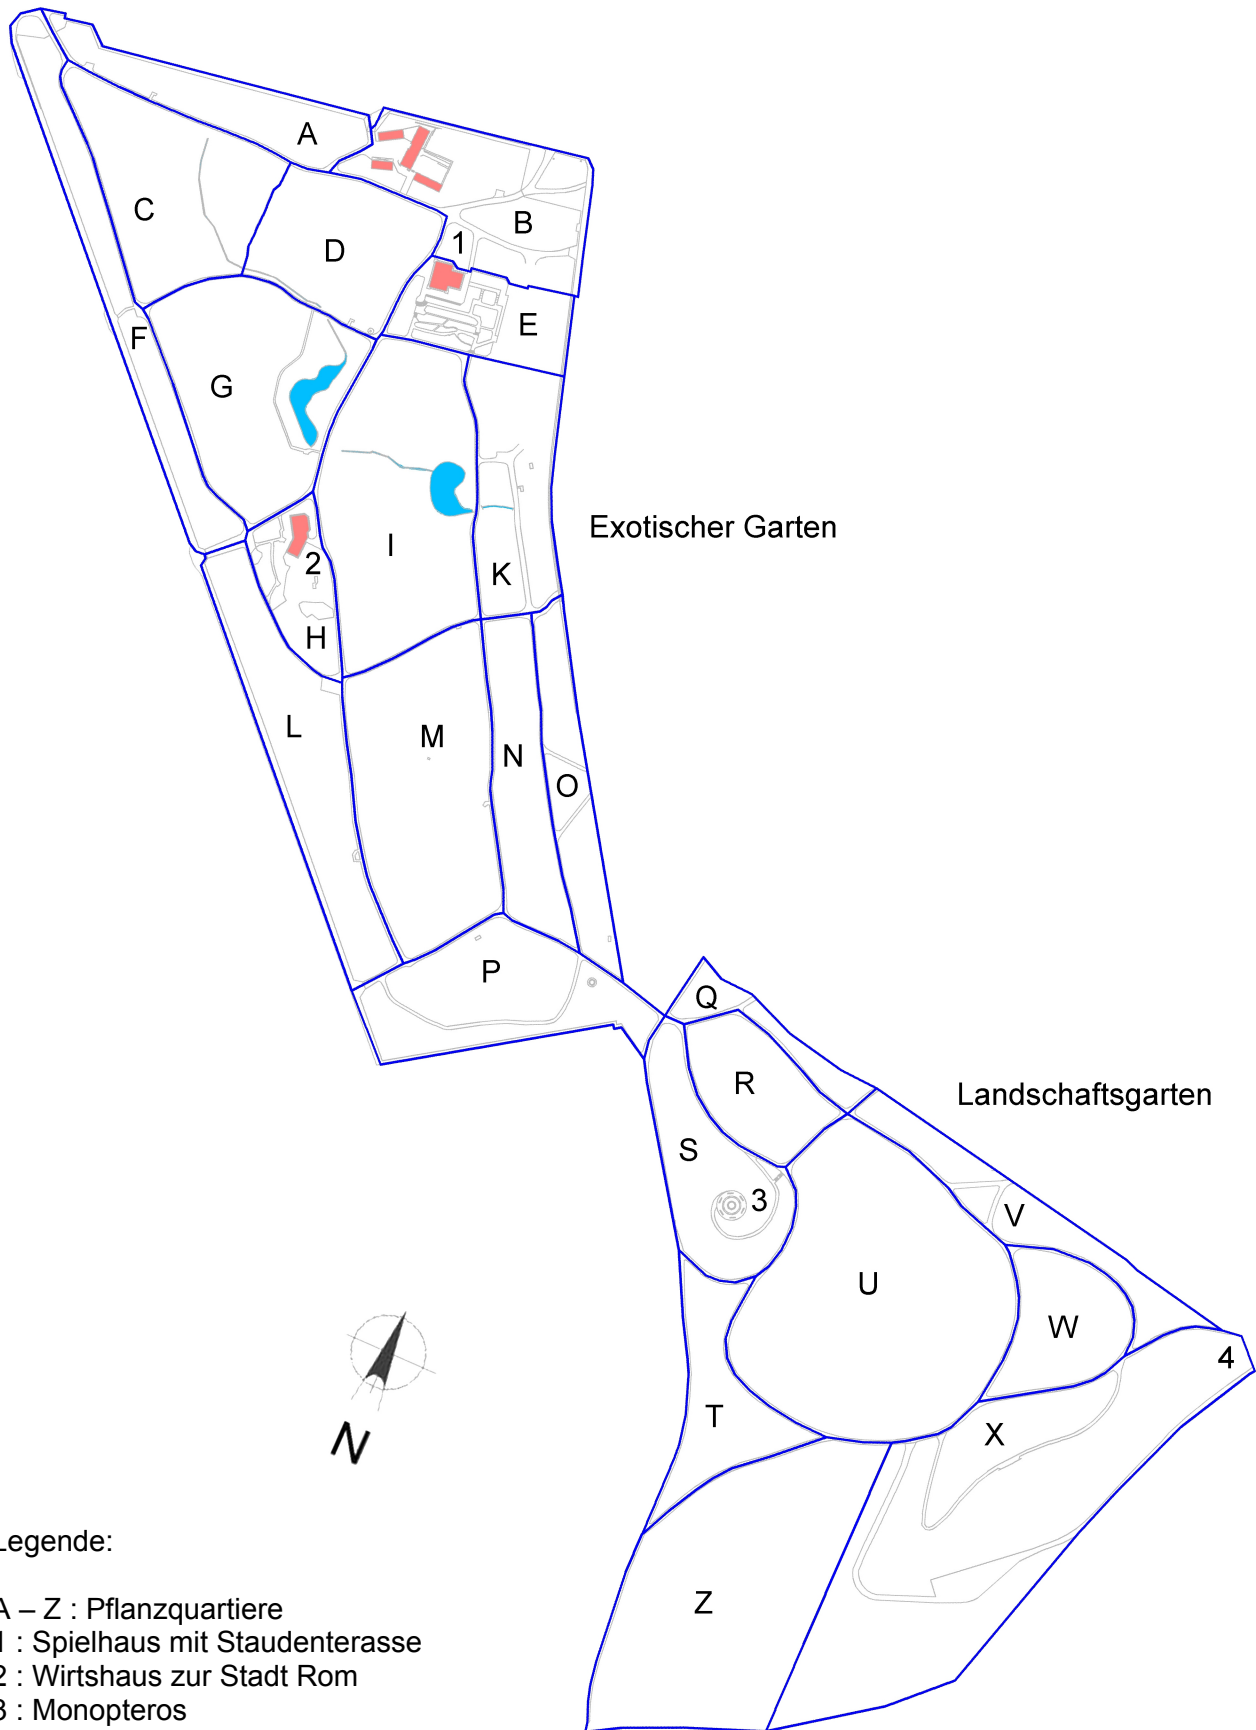 A
C
B
D
1
E
F
G
Exotischer Garten
I
2
K
H
L
M
N
O
P
Q
R
Landschaftsgarten
S
3
V
U
W
4
T
X
N
Legende:
A – Z : Pflanzquartiere
Z
1 : Spielhaus mit Staudenterasse
2 : Wirtshaus zur Stadt Rom
3 : Monopteros